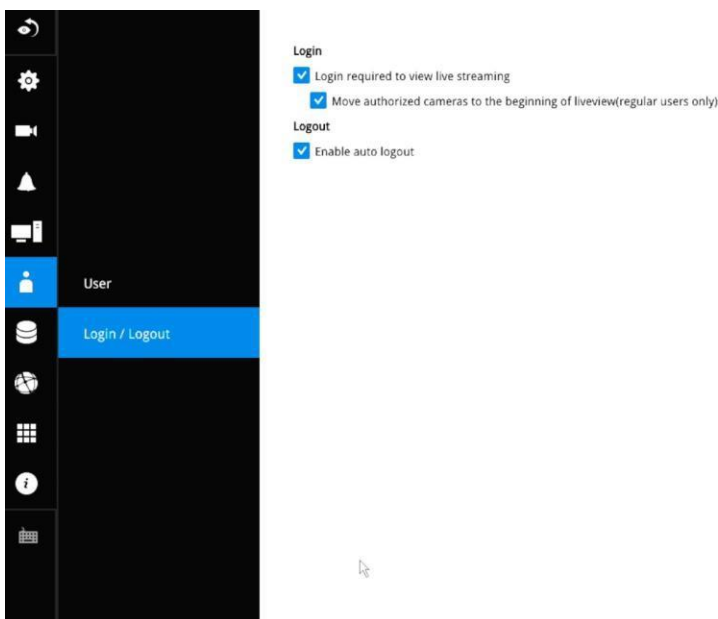 Login
Login required to view live streaming
Move authorized cameras to the beginning of liveview(regular users only)
Logout
Enable auto logout
User
Login / Logout